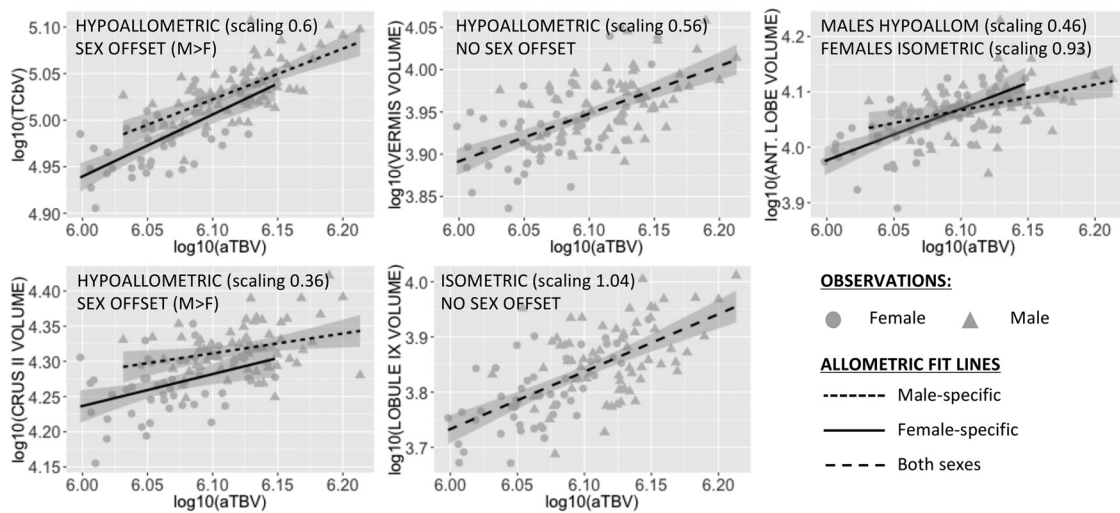 HYPOALLOMETRIC (scaling 0.6)
SEX OFFSET (M>F)
log10(TCbV)
5.10
5.05
5.00
4.95
4.90
6.00 6.05 6.10 6.15 6.20
log10(aTBV)
HYPOALLOMETRIC (scaling 0.56)
NO SEX OFFSET
log10(VERMIS VOLUME)
4.05
4.00
3.95
3.90
3.85
6.00 6.05 6.10 6.15 6.20
log10(aTBV)
MALES HYPOALLOM (scaling 0.46)
FEMALES ISOMETRIC (scaling 0.93)
log10(ANT. LOBE VOLUME)
4.2
4.1
4.0
3.9
6.00 6.05 6.10 6.15 6.20
log10(aTBV)
HYPOALLOMETRIC (scaling 0.36)
SEX OFFSET (M>F)
log10(CRUS II VOLUME)
4.40
4.35
4.30
4.25
4.20
4.15
6.00 6.05 6.10 6.15 6.20
log10(aTBV)
ISOMETRIC (scaling 1.04)
NO SEX OFFSET
log10(LOBULE IX VOLUME)
4.0
3.9
3.8
3.7
6.00 6.05 6.10 6.15 6.20
log10(aTBV)
OBSERVATIONS:
Female Male
ALLOMETRIC FIT LINES
Male-specific
Female-specific
Both sexes